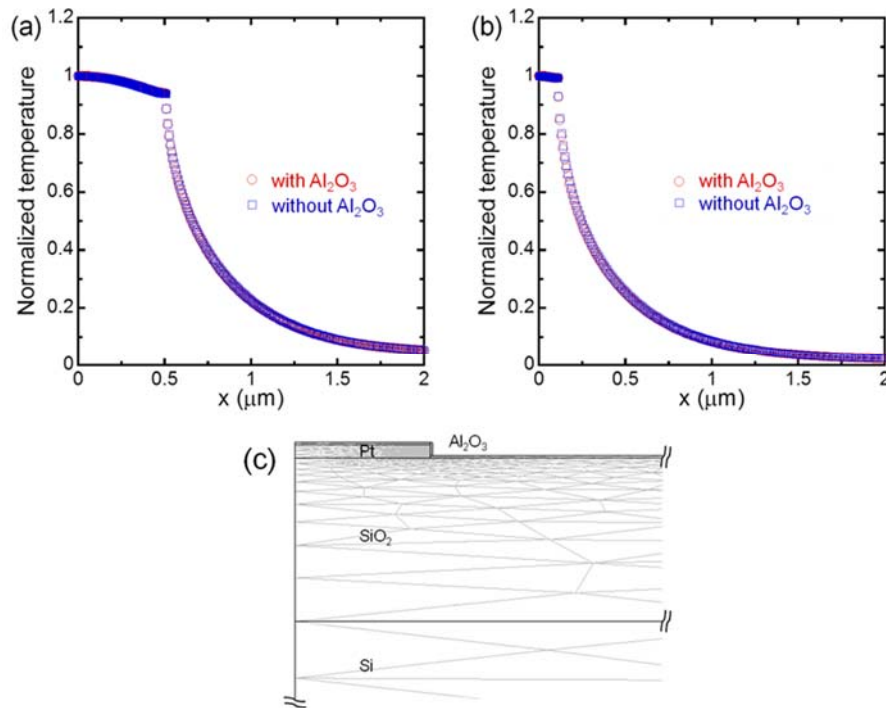 (a)
Normalized temperature
1.2
1
0.8
0.6
0.4
0.2
0
with Al₂O₃
without Al₂O₃
0 0.5 1 1.5 2
x (μm)
(b)
Normalized temperature
1.2
1
0.8
0.6
0.4
0.2
0
with Al₂O₃
without Al₂O₃
0 0.5 1 1.5 2
x (μm)
(c)
Pt
Al₂O₃
SiO₂
Si